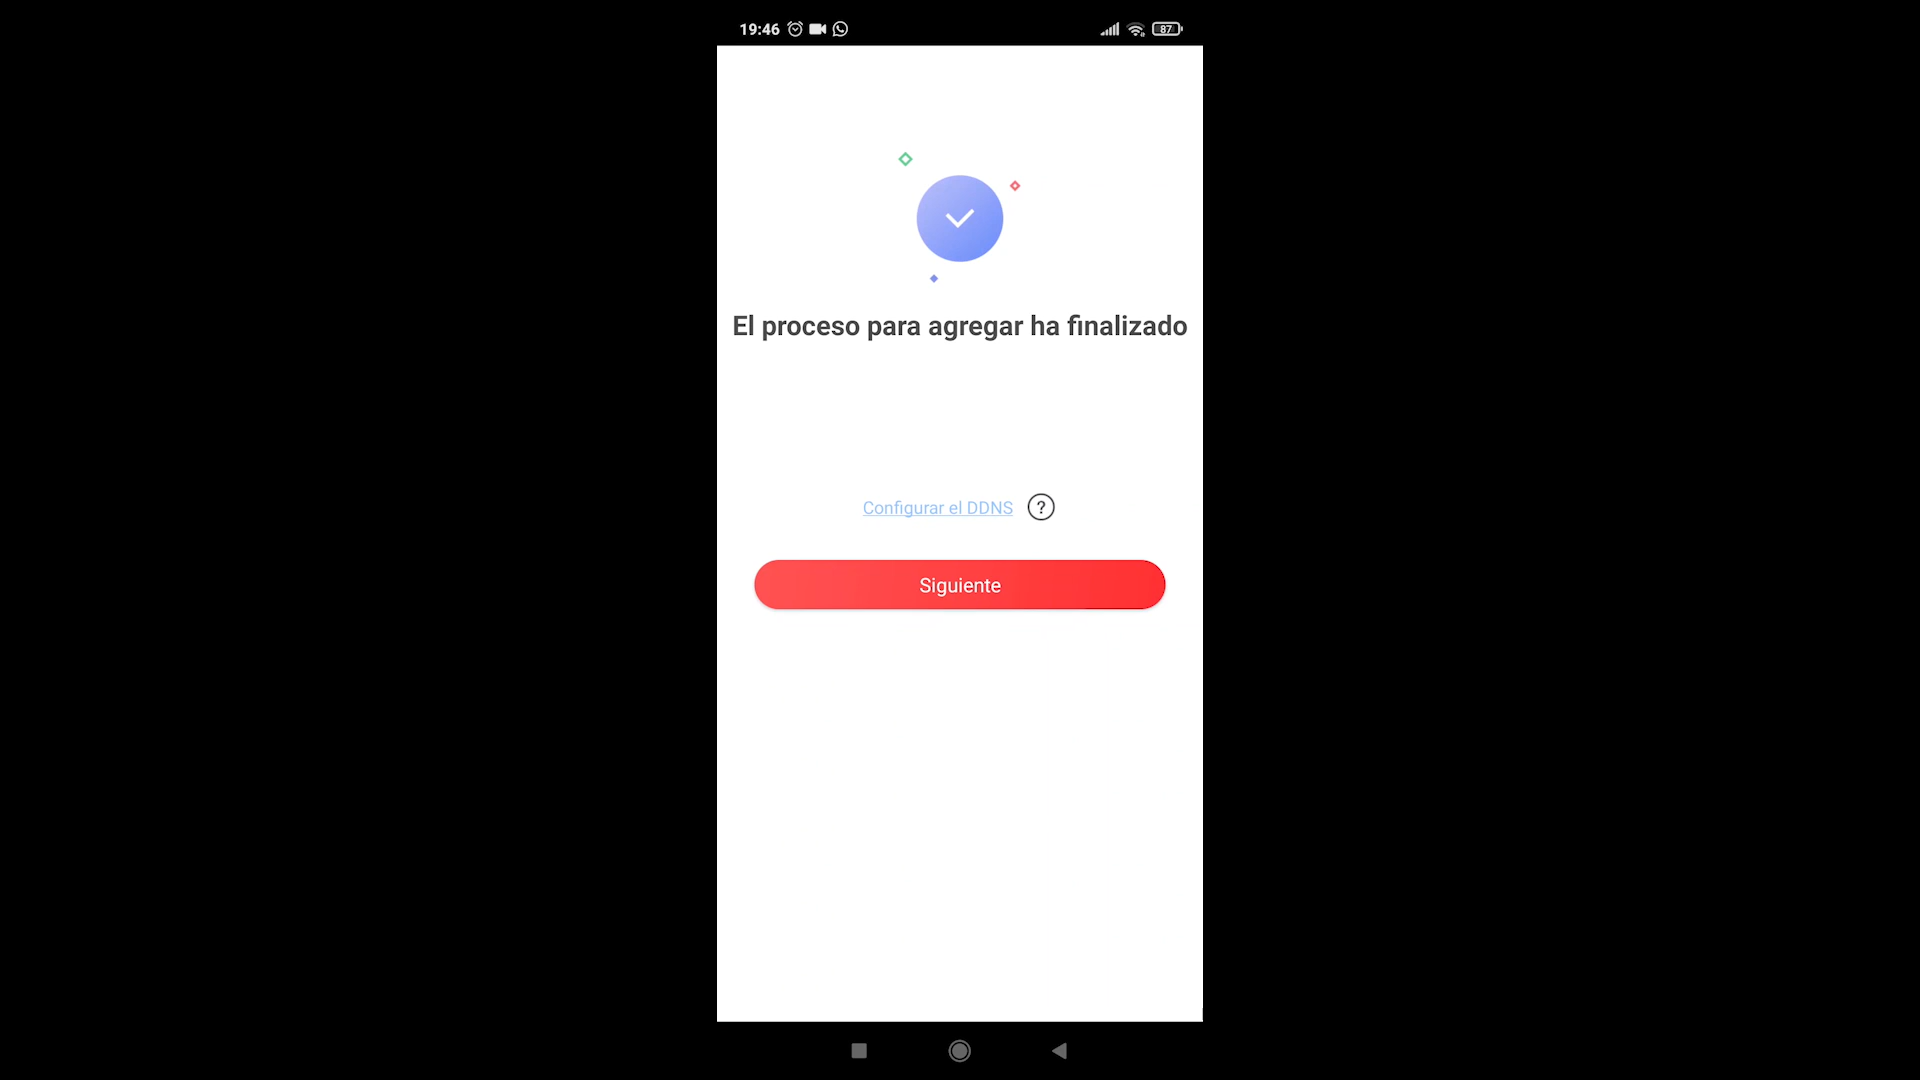 19:46
87
El proceso para agregar ha finalizado
Configurar el DDNS ?
Siguiente